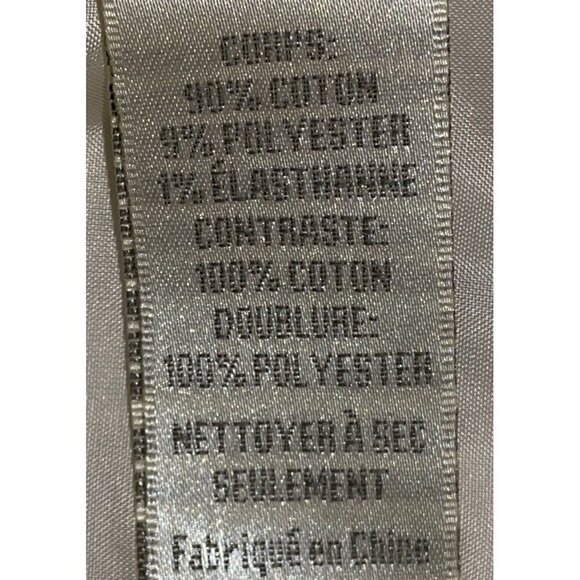 CORPS:
90% COTON
9% POLYESTER
1% ÉLASTHANNE
CONTRASTE:
100% COTON
DOUBLURE:
100% POLYESTER
NETTOYER À SEC
SEULEMENT
Fabriqué en Chine